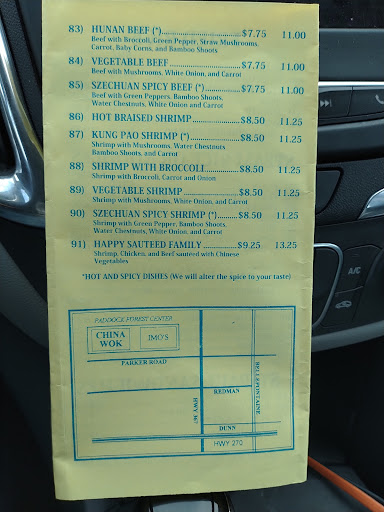 83) HUNAN BEEF (*)..........................$7.75 11.00
Beef with Broccoli, Green Pepper, Straw Mushrooms,
Carrot, Baby Corns, and Bamboo Shoots
84) VEGETABLE BEEF..........................$7.75 11.00
Beef with Mushrooms, White Onion, and Carrot
85) SZECHUAN SPICY BEEF (*)..............$7.75 11.00
Beef with Green Peppers, Bamboo Shoots,
Water Chestnuts, White Onion and Carrot
86) HOT BRAISED SHRIMP.................$8.50 11.25
87) KUNG PAO SHRIMP (*)..................$8.50 11.25
Shrimp with Mushrooms, Water Chestnuts
Bamboo Shoots, and Carrot
88) SHRIMP WITH BROCCOLI..............$8.50 11.25
Shrimp with Broccoli, Carrot and Onion
89) VEGETABLE SHRIMP....................$8.50 11.25
Shrimp with Mushrooms, White Onion, and Carrot
90) SZECHUAN SPICY SHRIMP (*).........$8.50 11.25
Shrimp with Green Pepper, Bamboo Shoots,
Water Chestnuts, White Onion, and Carrot
91) HAPPY SAUTEED FAMILY..............$9.25 13.25
Shrimp, Chicken, and Beef sauteed with Chinese
Vegetables
*HOT AND SPICY DISHES (We will alter the spice to your taste)
PADDOCK FOREST CENTER
CHINA
WOK
IMO'S
PARKER ROAD
BELLEFONTAINE
REDMAN
HWY 367
DUNN
HWY 270
A/C